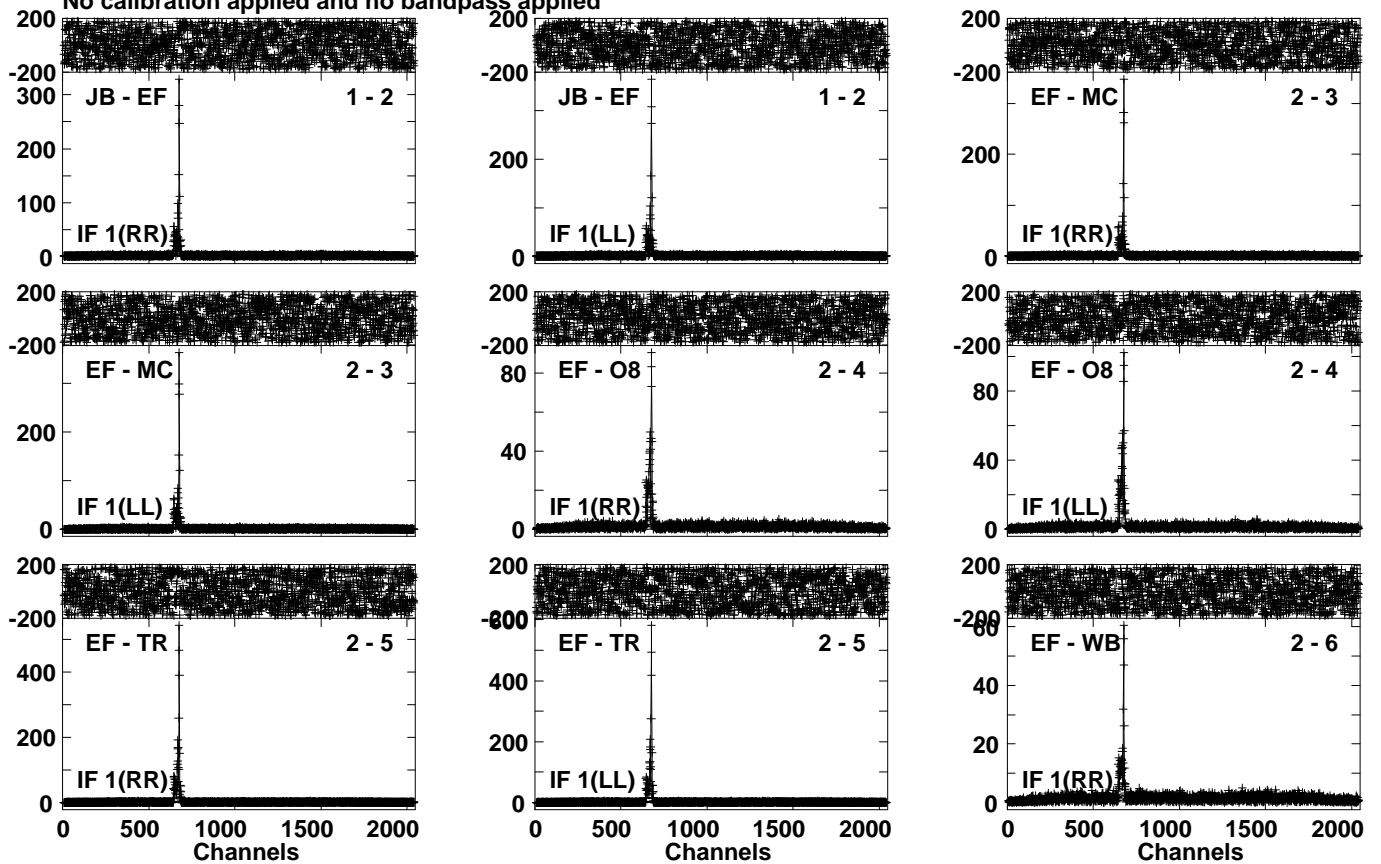 No calibration applied and no bandpass applied
200 200 200
-200 -200 -200
JB - EF 1 - 2 JB - EF 1 - 2 EF - MC 2 - 3
300
200 200 200
100
IF 1(RR) IF 1(LL) IF 1(RR)
0 0 0
200 200 200
-200 -200 -200
EF - MC 2 - 3 EF - O8 2 - 4 EF - O8 2 - 4
80 80
200 40 40
IF 1(LL) IF 1(RR) IF 1(LL)
0 0 0
200 200 200
-200 -200
600 60
EF - TR 2 - 5 EF - TR 2 - 5 EF - WB 2 - 6
400 400 40
200 200 20
IF 1(RR) IF 1(LL) IF 1(RR)
0 0 0
0 500 1000 1500 2000 0 500 1000 1500 2000 0 500 1000 1500 2000
Channels Channels Channels